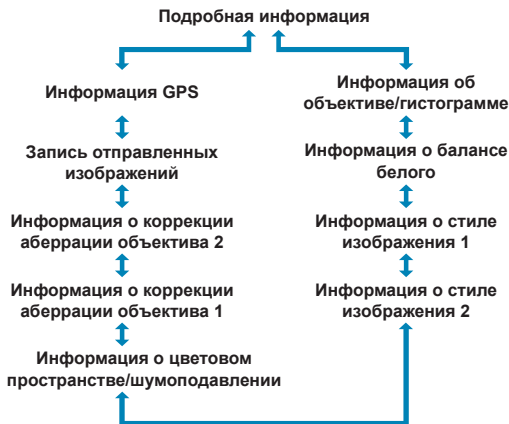 Подробная информация
Информация GPS
Информация об
объективе/гистограмме
Запись отправленных
изображений
Информация о балансе
белого
Информация о коррекции
аберрации объектива 2
Информация о стиле
изображения 1
Информация о коррекции
аберрации объектива 1
Информация о стиле
изображения 2
Информация о цветовом
пространстве/шумоподавлении